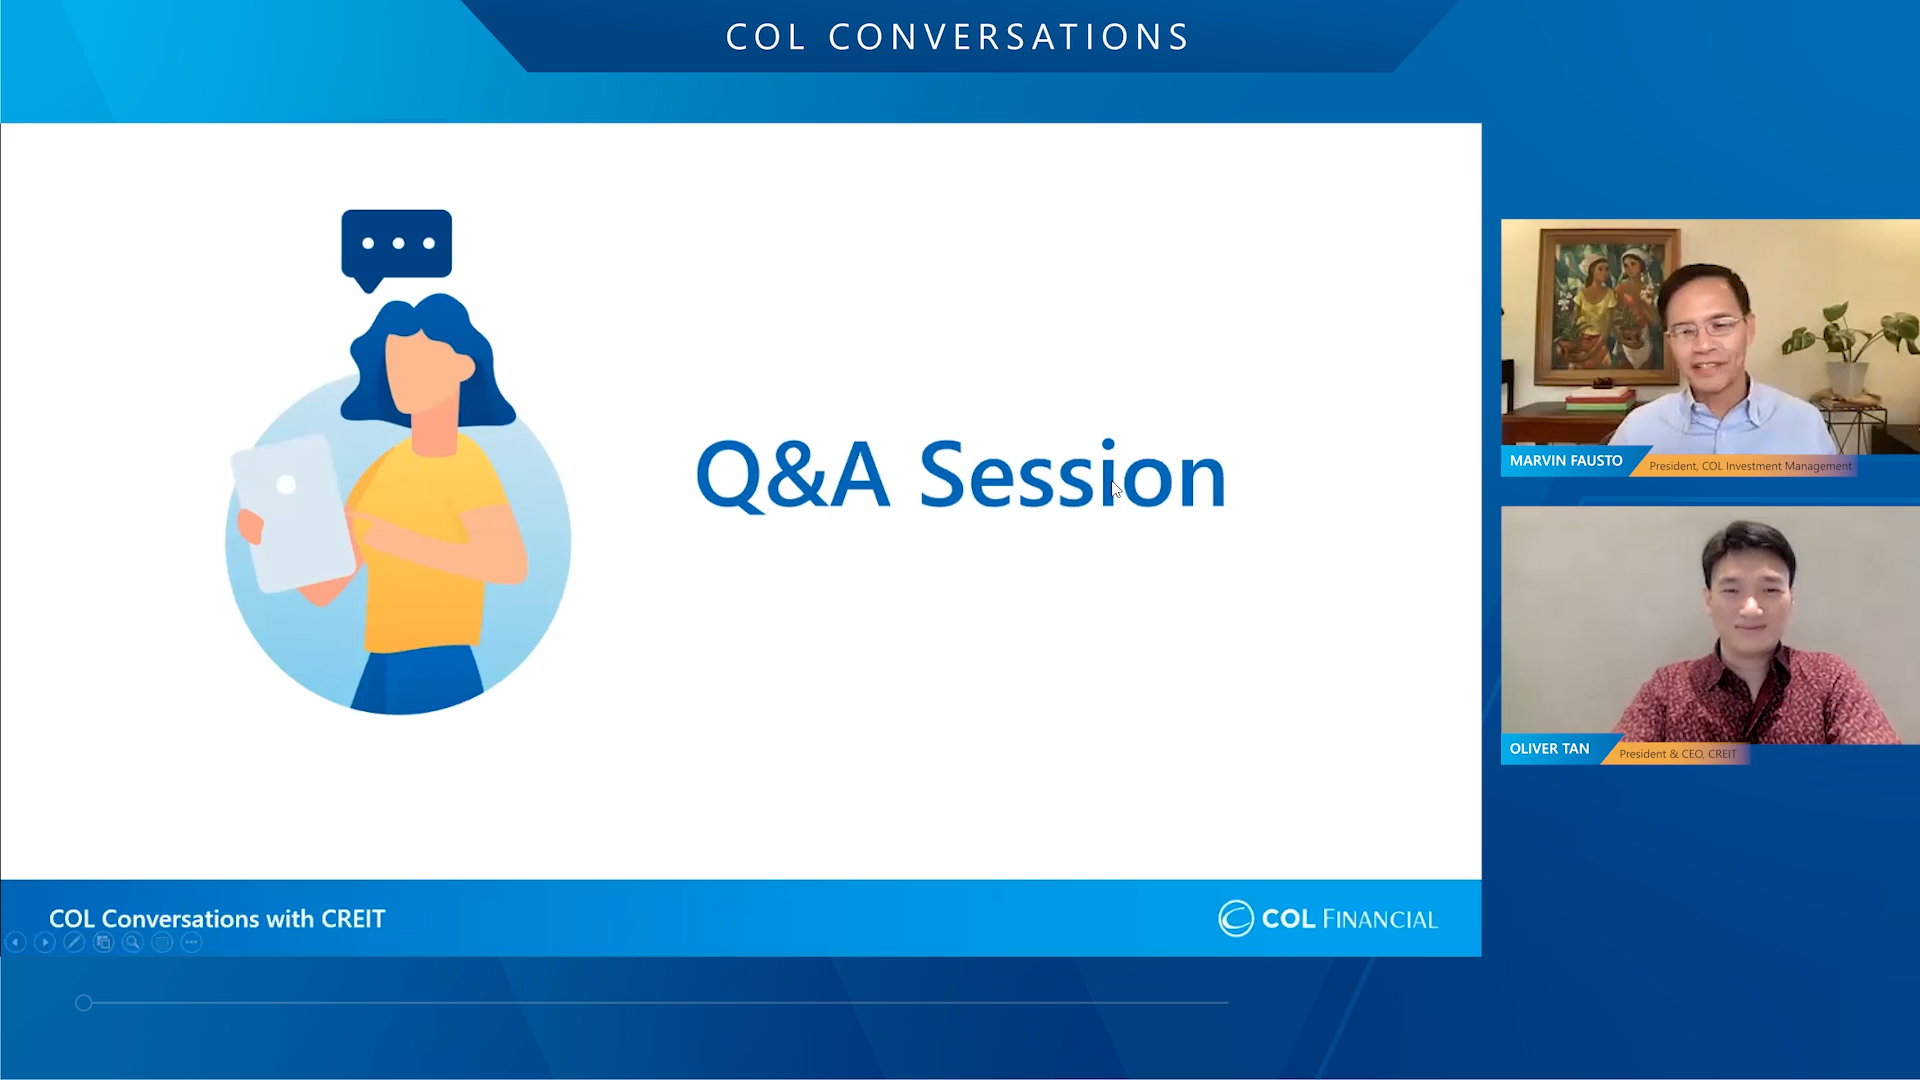 COL CONVERSATIONS
Q&A Session
MARVIN FAUSTO
President, COL Investment Management
OLIVER TAN
President & CEO, CREIT
COL Conversations with CREIT
COL FINANCIAL